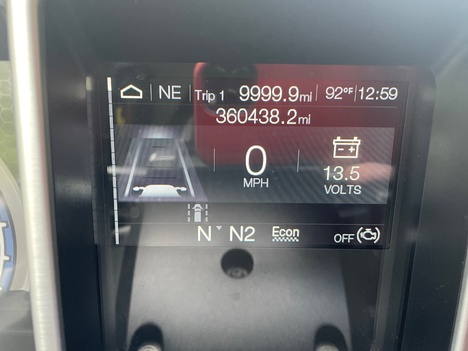 NE Trip 1 9999.9mi 92°F 12:59
360438.2mi
0
MPH
13.5
VOLTS
N N2 Econ OFF